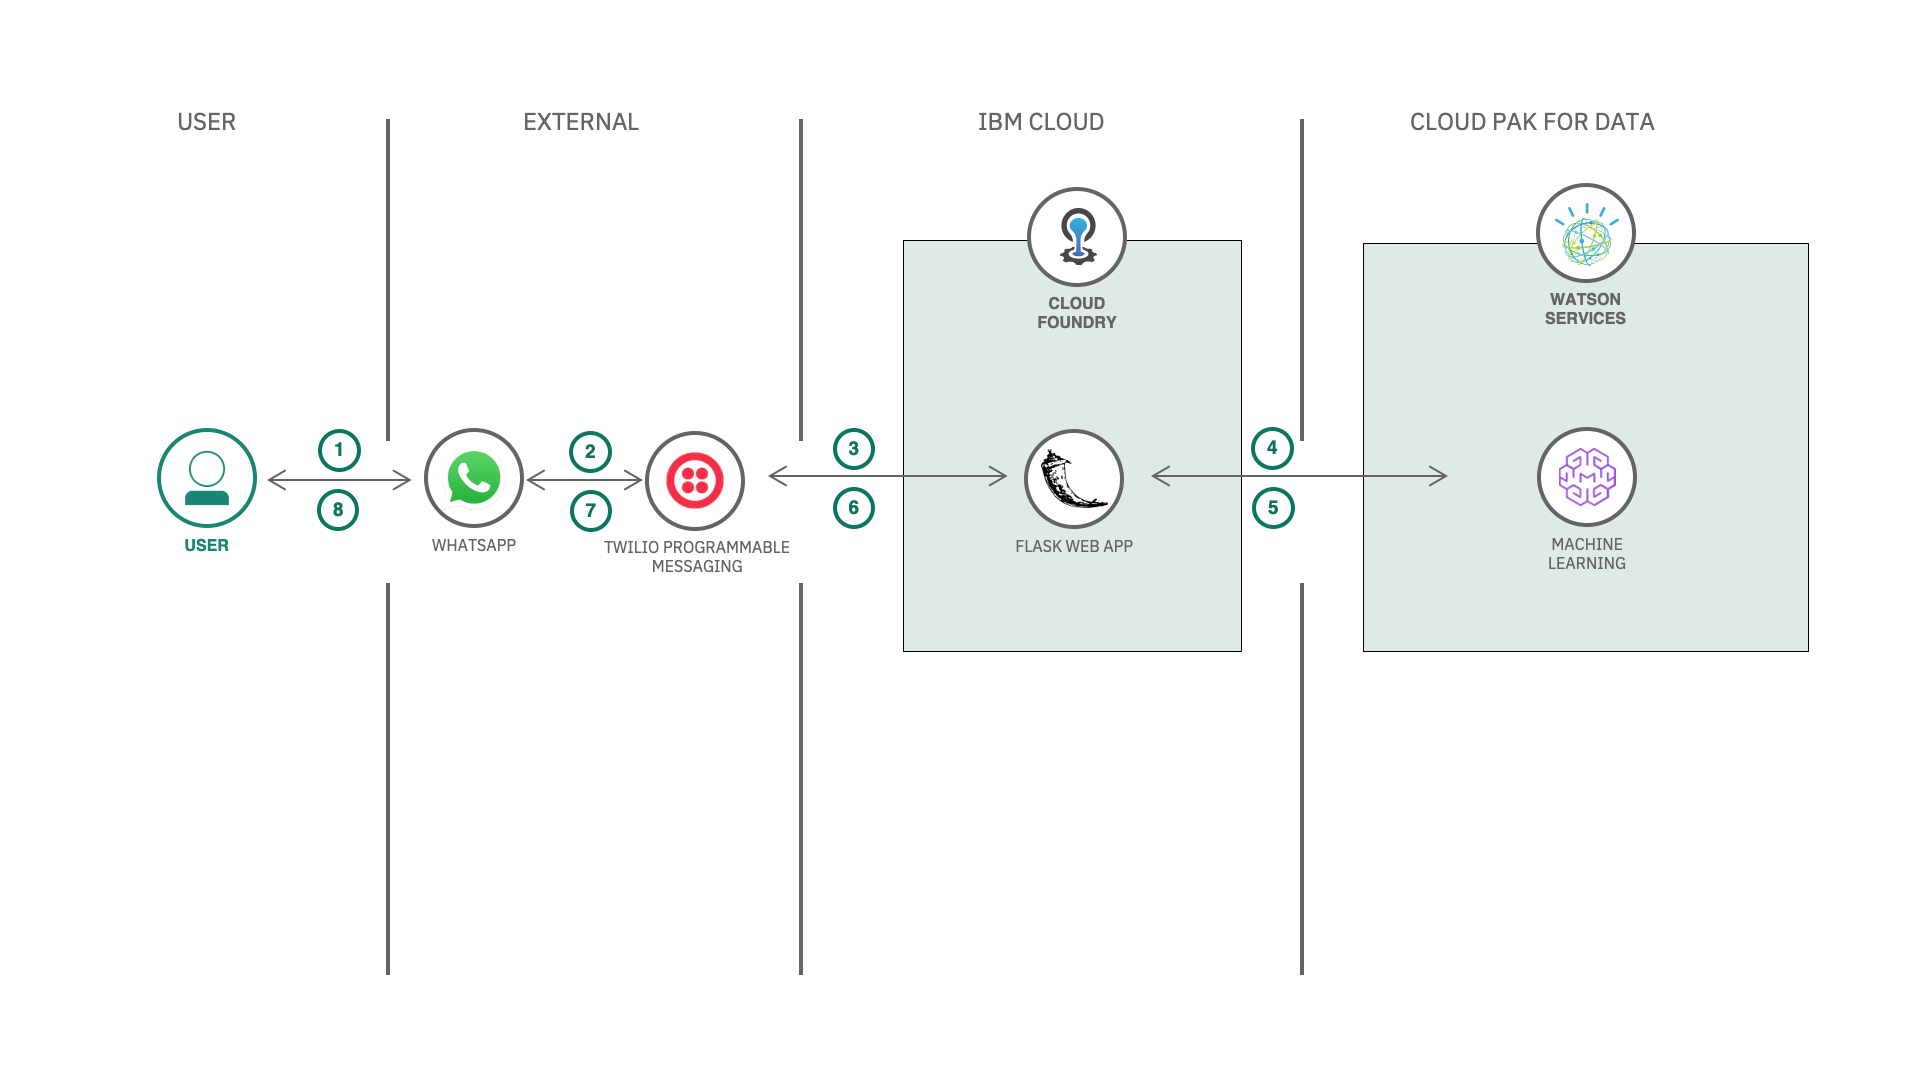 USER
EXTERNAL
IBM CLOUD
CLOUD PAK FOR DATA
CLOUD
FOUNDRY
WATSON
SERVICES
1
2
3
4
8
7
6
5
USER
WHATSAPP
TWILIO PROGRAMMABLE
MESSAGING
FLASK WEB APP
MACHINE
LEARNING